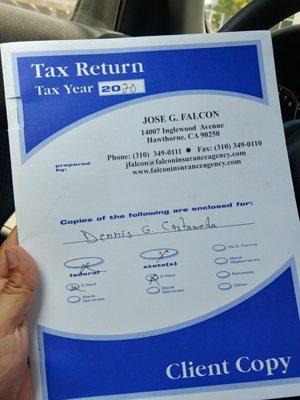 Tax Return
Tax Year 2020
JOSE G. FALCON
14007 Inglewood Avenue
Hawthorne, CA 90250
prepared by:
Phone: (310) 349-0111 ● Fax: (310) 349-0110
jfalcon@falconinsuranceagency.com
www.falconinsuranceagency.com
Copies of the following are enclosed for:
Dennis G. Castaneda
X federal
X E-filed
Bank Services
X state(s)
X E-filed
Bank Services
W-2 Forms
Bank Statements
Receipts
Other
Client Copy